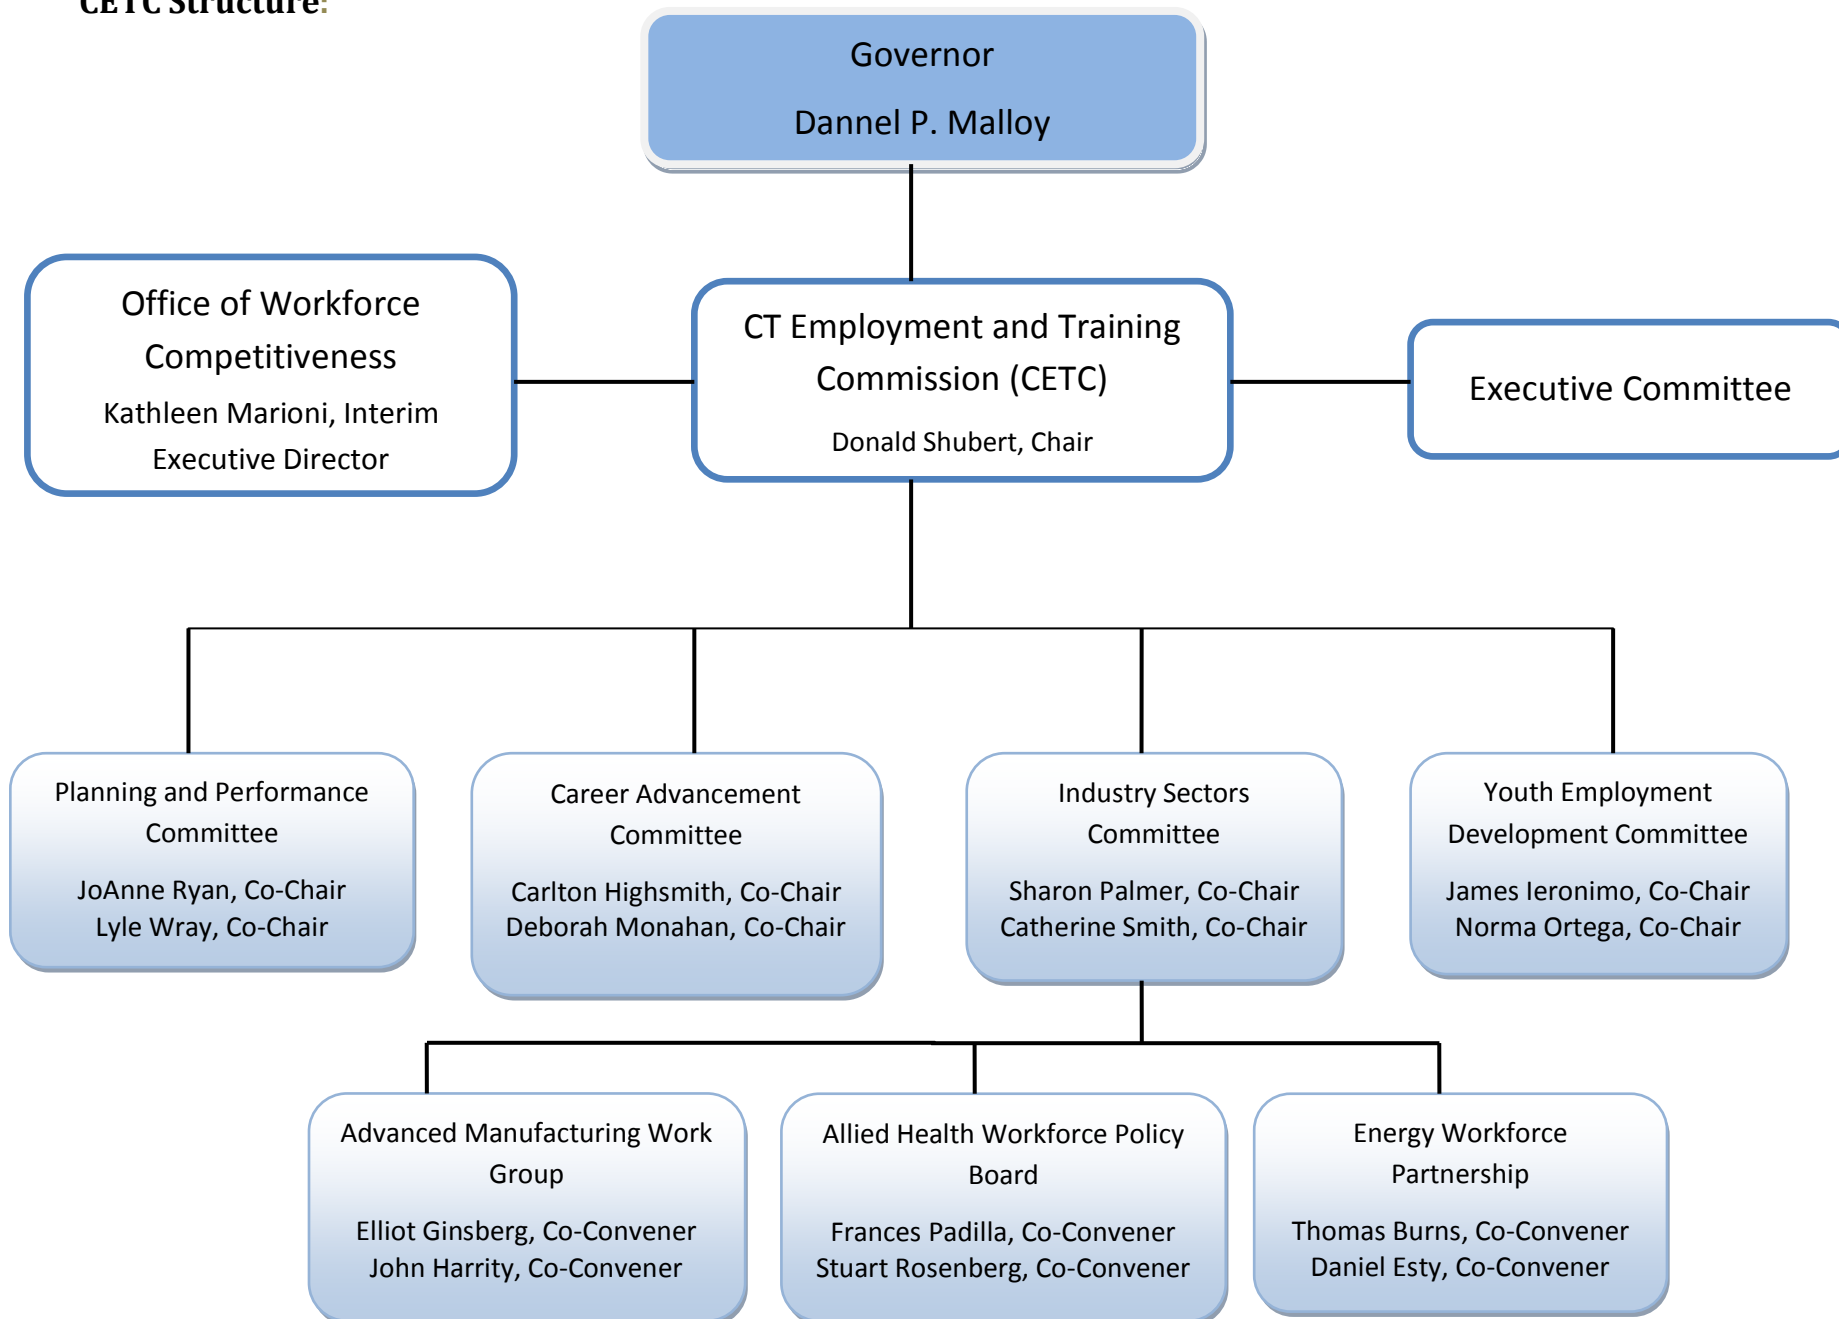 CETC Structure:
Governor
Dannel P. Malloy
Office of Workforce
Competitiveness
Kathleen Marioni, Interim
Executive Director
CT Employment and Training
Commission (CETC)
Donald Shubert, Chair
Executive Committee
Planning and Performance
Committee
JoAnne Ryan, Co-Chair
Lyle Wray, Co-Chair
Career Advancement
Committee
Carlton Highsmith, Co-Chair
Deborah Monahan, Co-Chair
Industry Sectors
Committee
Sharon Palmer, Co-Chair
Catherine Smith, Co-Chair
Youth Employment
Development Committee
James Ieronimo, Co-Chair
Norma Ortega, Co-Chair
Advanced Manufacturing Work
Group
Elliot Ginsberg, Co-Convener
John Harrity, Co-Convener
Allied Health Workforce Policy
Board
Frances Padilla, Co-Convener
Stuart Rosenberg, Co-Convener
Energy Workforce
Partnership
Thomas Burns, Co-Convener
Daniel Esty, Co-Convener